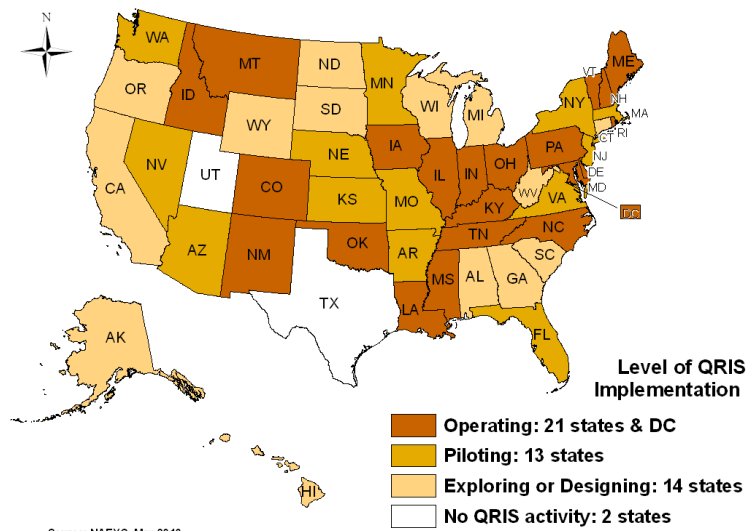 N
WA
MT
ND
MN
VT
ME
OR
ID
SD
WI
MI
NY
NH
MA
WY
RI
CT
NE
IA
PA
NJ
NV
UT
IL
IN
OH
DE
MD
CA
CO
KS
MO
WV
VA
KY
DC
AZ
NM
OK
AR
TN
NC
SC
MS
AL
GA
TX
LA
FL
AK
HI
Level of QRIS
Implementation
Operating: 21 states & DC
Piloting: 13 states
Exploring or Designing: 14 states
No QRIS activity: 2 states